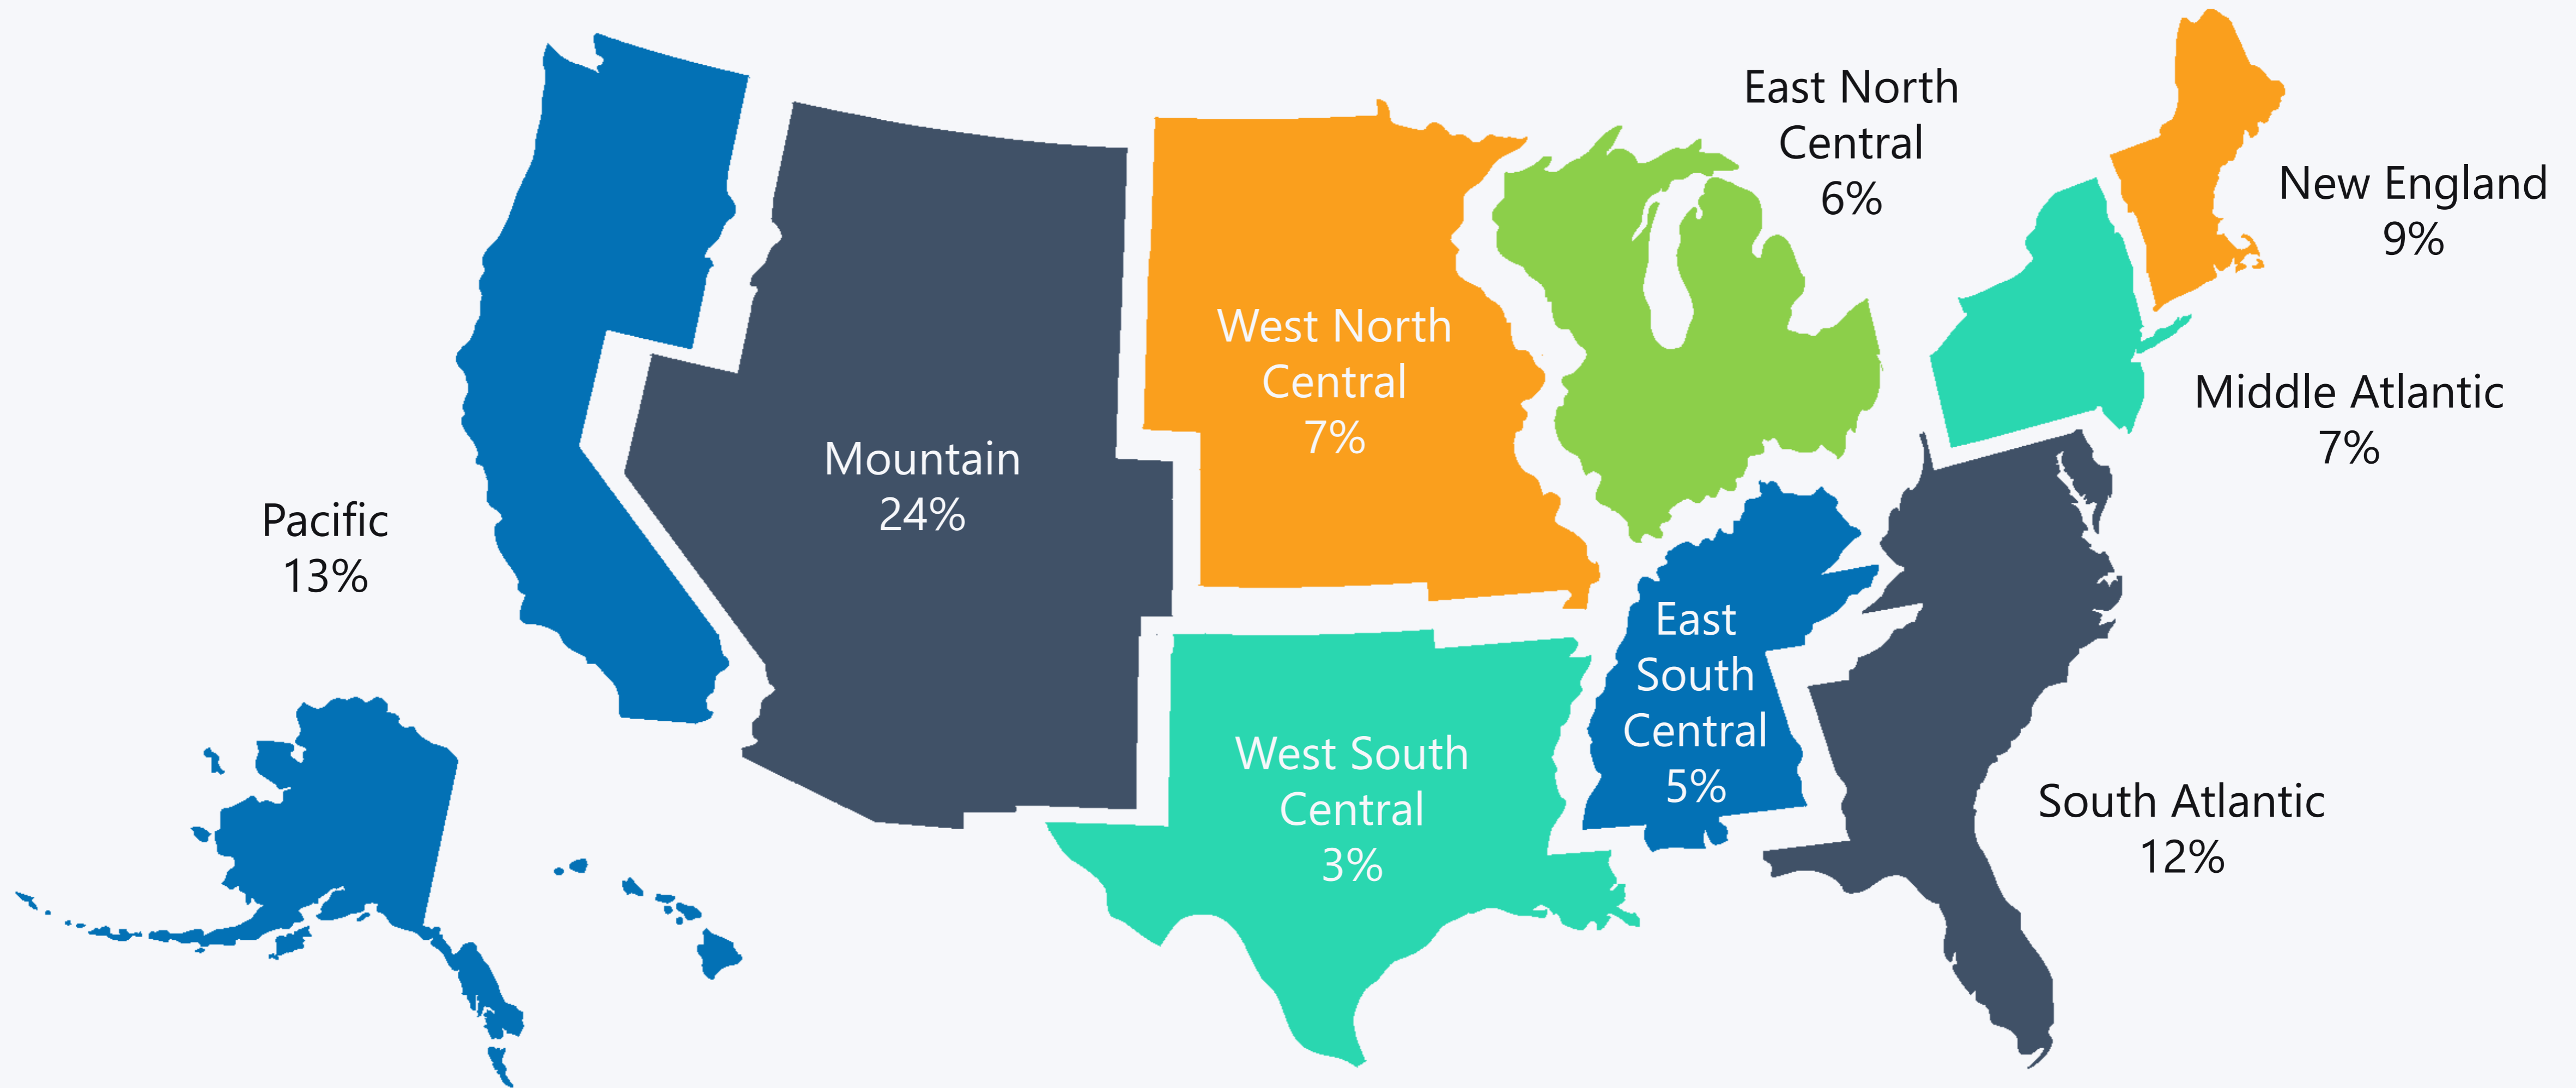 East North
Central
6%
New England
9%
West North
Central
7%
Middle Atlantic
7%
Mountain
24%
Pacific
13%
East
South
Central
5%
West South
Central
3%
South Atlantic
12%